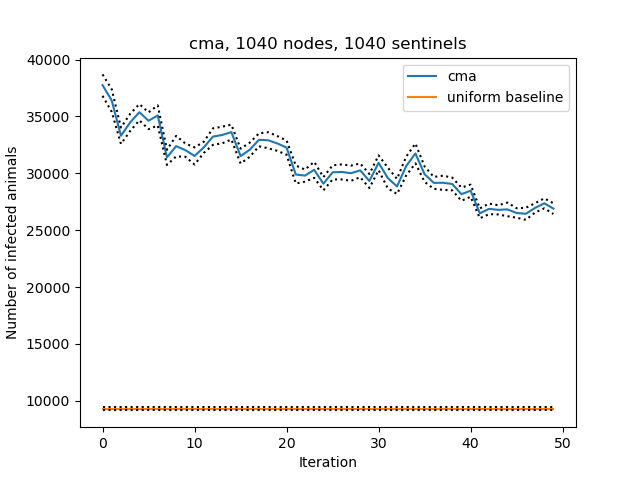 cma, 1040 nodes, 1040 sentinels
cma
uniform baseline
40000
35000
30000
25000
20000
15000
10000
Number of infected animals
0 10 20 30 40 50
Iteration